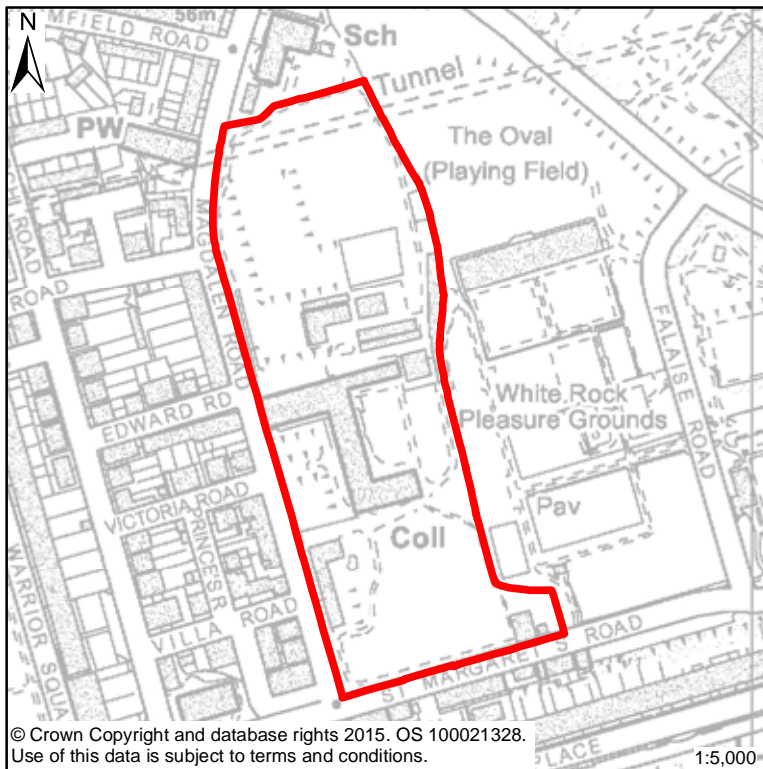 N
56m
MFIELD ROAD
Sch
Tunnel
PW
The Oval
(Playing Field)
MAGDALEN ROAD
ROAD
ROAD
FALAISE ROAD
White Rock
Pleasure Grounds
EDWARD RD
VICTORIA ROAD
Pav
PRINCES R
Coll
WARRIOR SQUA
VILLA ROAD
ST MARGARET S ROAD
PLACE
© Crown Copyright and database rights 2015. OS 100021328.
Use of this data is subject to terms and conditions.
1:5,000